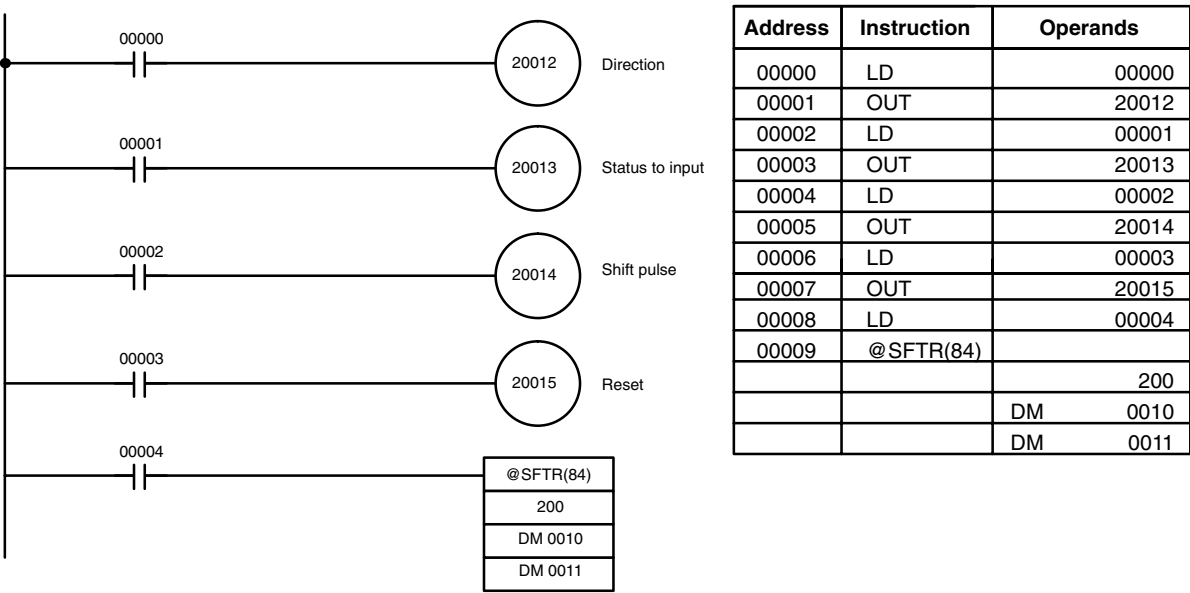 00000
20012 Direction
00001
20013 Status to input
00002
20014 Shift pulse
00003
20015 Reset
00004
@SFTR(84)
200
DM 0010
DM 0011
Address Instruction Operands
00000 LD 00000
00001 OUT 20012
00002 LD 00001
00003 OUT 20013
00004 LD 00002
00005 OUT 20014
00006 LD 00003
00007 OUT 20015
00008 LD 00004
00009 @SFTR(84)
200
DM 0010
DM 0011